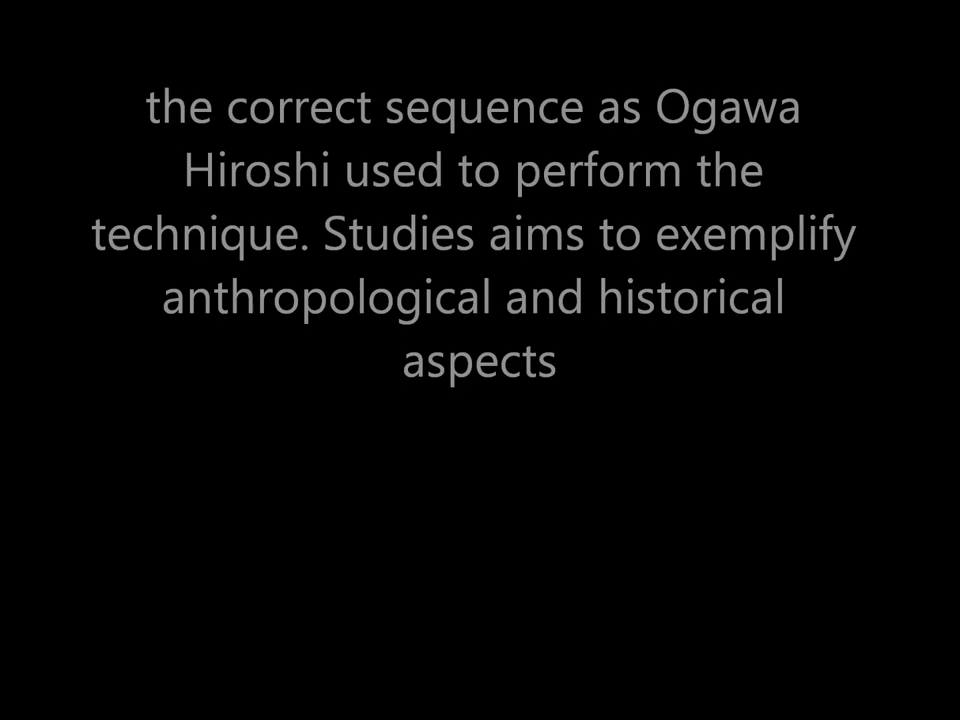 the correct sequence as Ogawa
Hiroshi used to perform the
technique. Studies aims to exemplify
anthropological and historical
aspects